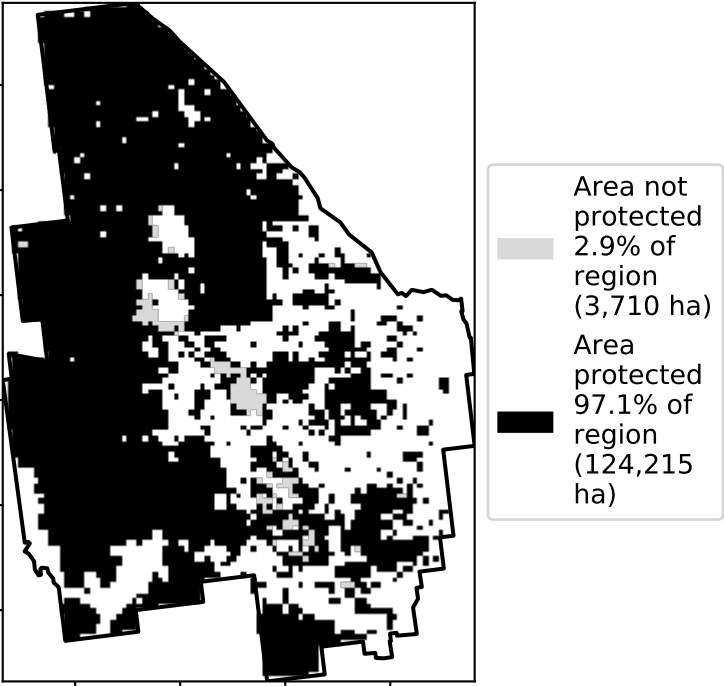 Area not
protected
2.9% of
region
(3,710 ha)
Area
protected
97.1% of
region
(124,215
ha)